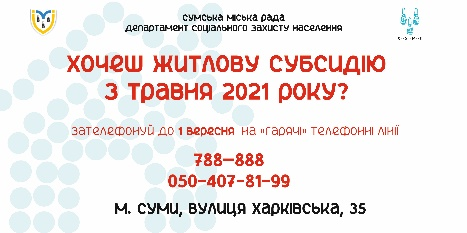 СУМСЬКА МІСЬКА РАДА
ДЕПАРТАМЕНТ СОЦІАЛЬНОГО ЗАХИСТУ НАСЕЛЕННЯ
ХОЧЕШ ЖИТЛОВУ СУБСИДІЮ
З ТРАВНЯ 2021 РОКУ?
ЗАТЕЛЕФОНУЙ ДО 1 ВЕРЕСНЯ НА «ГАРЯЧІ» ТЕЛЕФОННІ ЛІНІЇ
788–888
050-407-81-99
М. СУМИ, ВУЛИЦЯ ХАРКІВСЬКА, 35